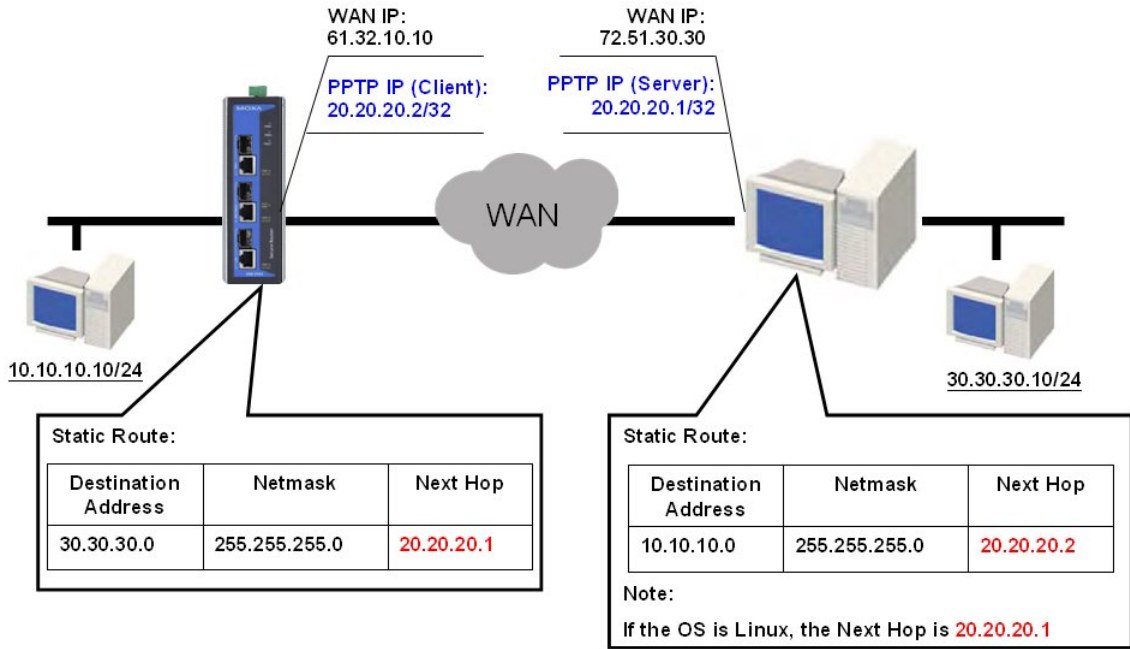 WAN IP:
61.32.10.10
PPTP IP (Client):
20.20.20.2/32
WAN IP:
72.51.30.30
PPTP IP (Server):
20.20.20.1/32
MOXA
WAN
10.10.10.10/24
30.30.30.10/24
Static Route:
Destination Address
Netmask
Next Hop
30.30.30.0
255.255.255.0
20.20.20.1
Static Route:
Destination Address
Netmask
Next Hop
10.10.10.0
255.255.255.0
20.20.20.2
Note:
If the OS is Linux, the Next Hop is 20.20.20.1